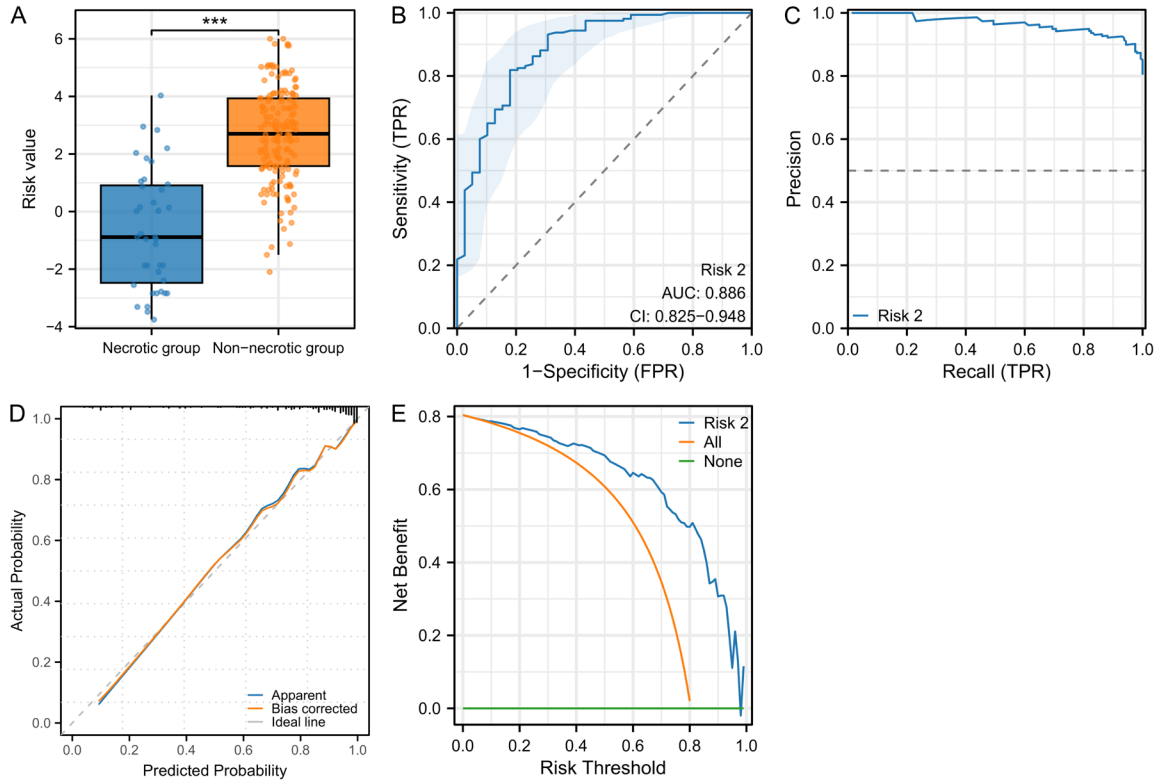 A
***
Risk value
6
4
2
0
−2
−4
Necrotic group
Non−necrotic group
B
Sensitivity (TPR)
1.0
0.8
0.6
0.4
0.2
0.0
Risk 2
AUC: 0.886
CI: 0.825−0.948
0.0
0.2
0.4
0.6
0.8
1.0
1−Specificity (FPR)
C
Precision
1.0
0.8
0.6
0.4
0.2
0.0
Risk 2
0.0
0.2
0.4
0.6
0.8
1.0
Recall (TPR)
D
Actual Probability
1.0
0.8
0.6
0.4
0.2
0.0
Apparent
Bias corrected
Ideal line
0.0
0.2
0.4
0.6
0.8
1.0
Predicted Probability
E
Net Benefit
0.8
0.6
0.4
0.2
0.0
Risk 2
All
None
0.0
0.2
0.4
0.6
0.8
1.0
Risk Threshold